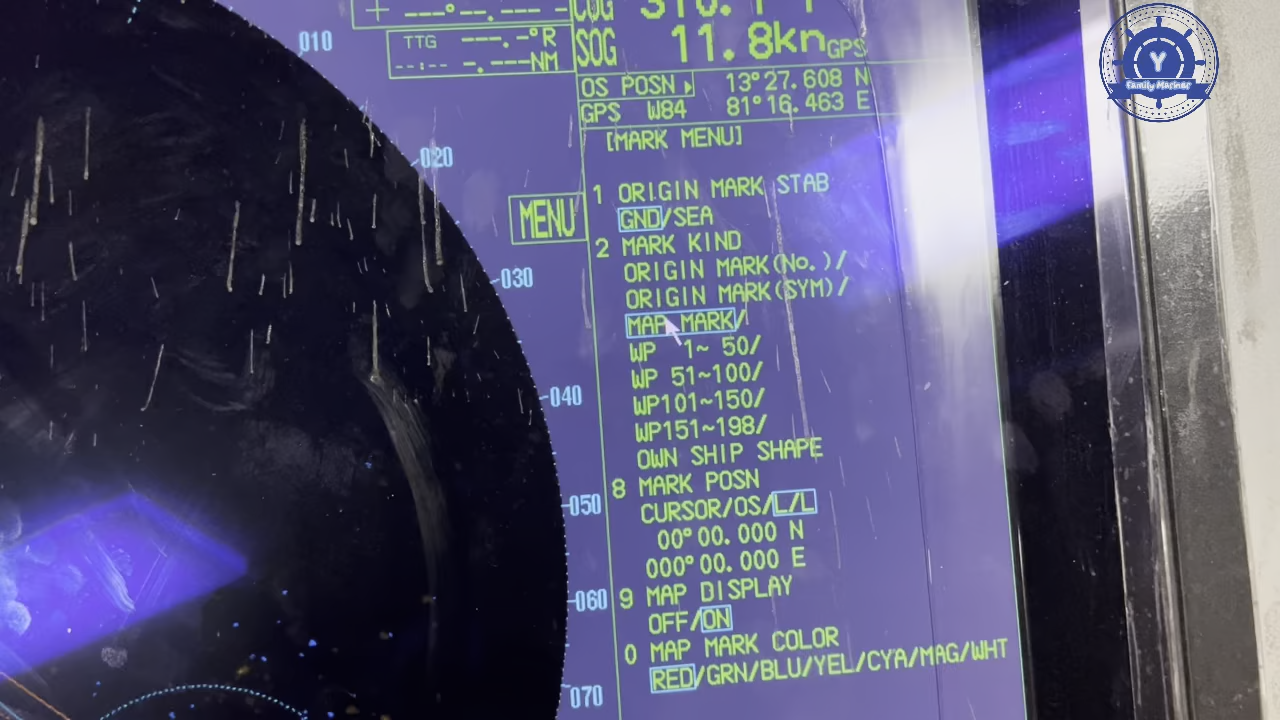 + ---°--.--- -
COG
TTG ---.-°R
--:-- -.---NM
SOG 11.8kn GPS
OS POSN 13°27.608 N
GPS W84 81°16.463 E
[MARK MENU]
MENU
1 ORIGIN MARK STAB
GND/SEA
2 MARK KIND
ORIGIN MARK(No.)/
ORIGIN MARK(SYM)/
MAP MARK/
WP 1~ 50/
WP 51~100/
WP101~150/
WP151~198/
OWN SHIP SHAPE
8 MARK POSN
CURSOR/OS/L/L
00°00.000 N
000°00.000 E
9 MAP DISPLAY
OFF/ON
0 MAP MARK COLOR
RED/GRN/BLU/YEL/CYA/MAG/WHT
010
020
030
040
050
060
070
Y
Family Mariner